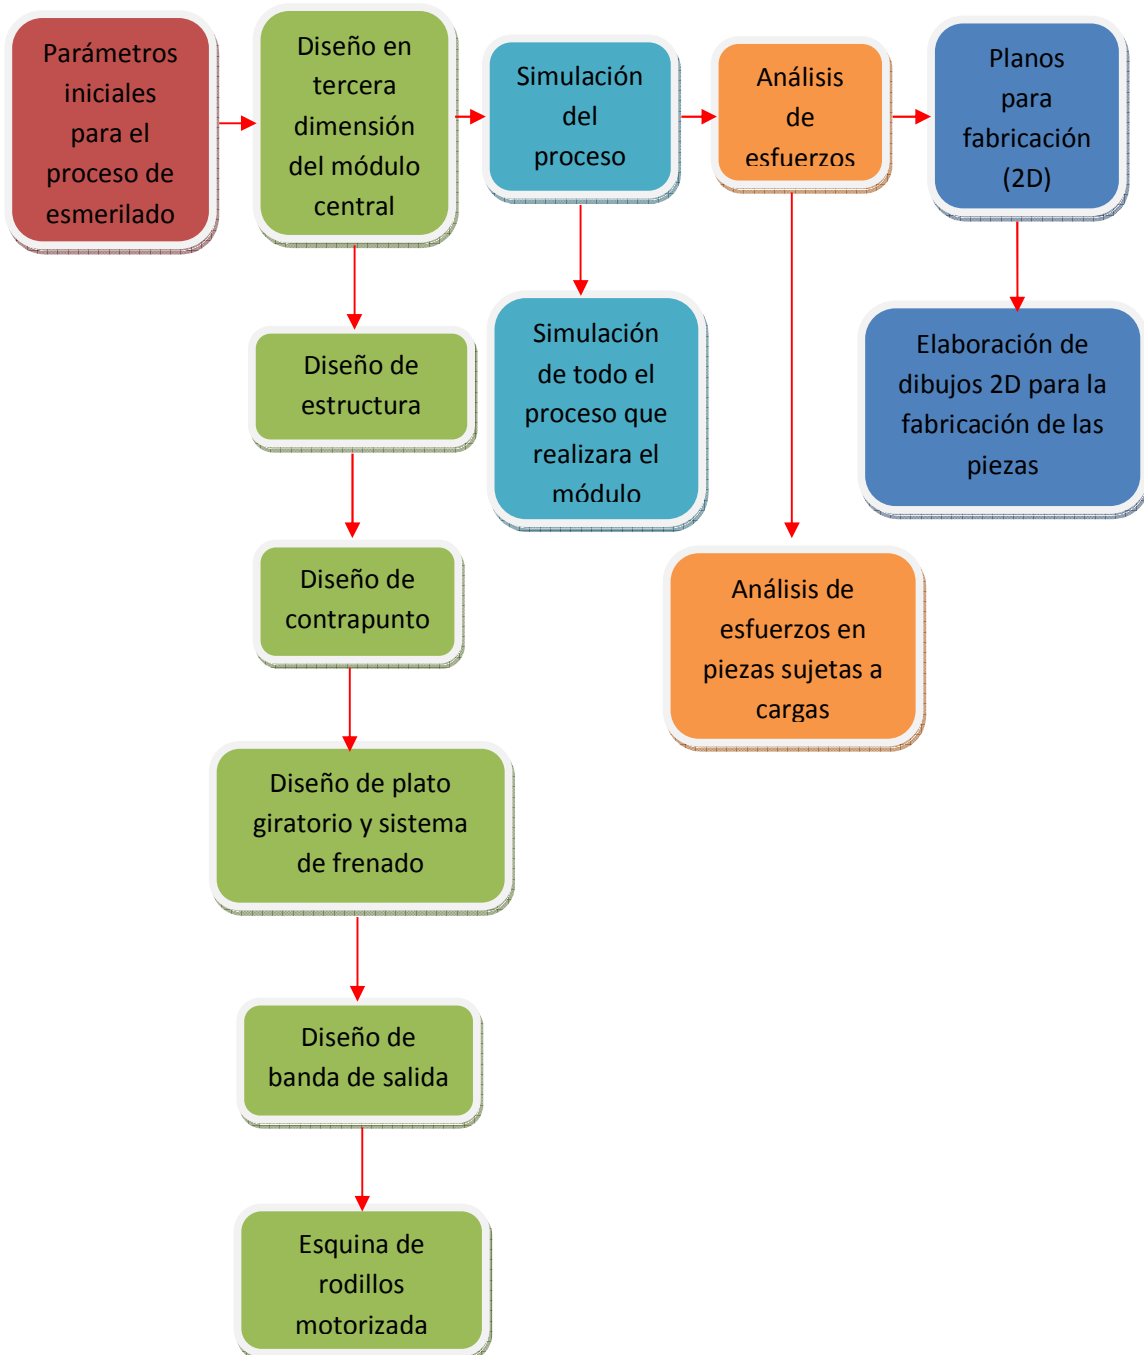 Parámetros
iniciales
para el
proceso de
esmerilado
Diseño en
tercera
dimensión
del módulo
central
Simulación
del
proceso
Análisis
de
esfuerzos
Planos
para
fabricación
(2D)
Diseño de
estructura
Simulación
de todo el
proceso que
realizara el
módulo
Elaboración de
dibujos 2D para la
fabricación de las
piezas
Diseño de
contrapunto
Análisis de
esfuerzos en
piezas sujetas a
cargas
Diseño de plato
giratorio y sistema
de frenado
Diseño de
banda de salida
Esquina de
rodillos
motorizada